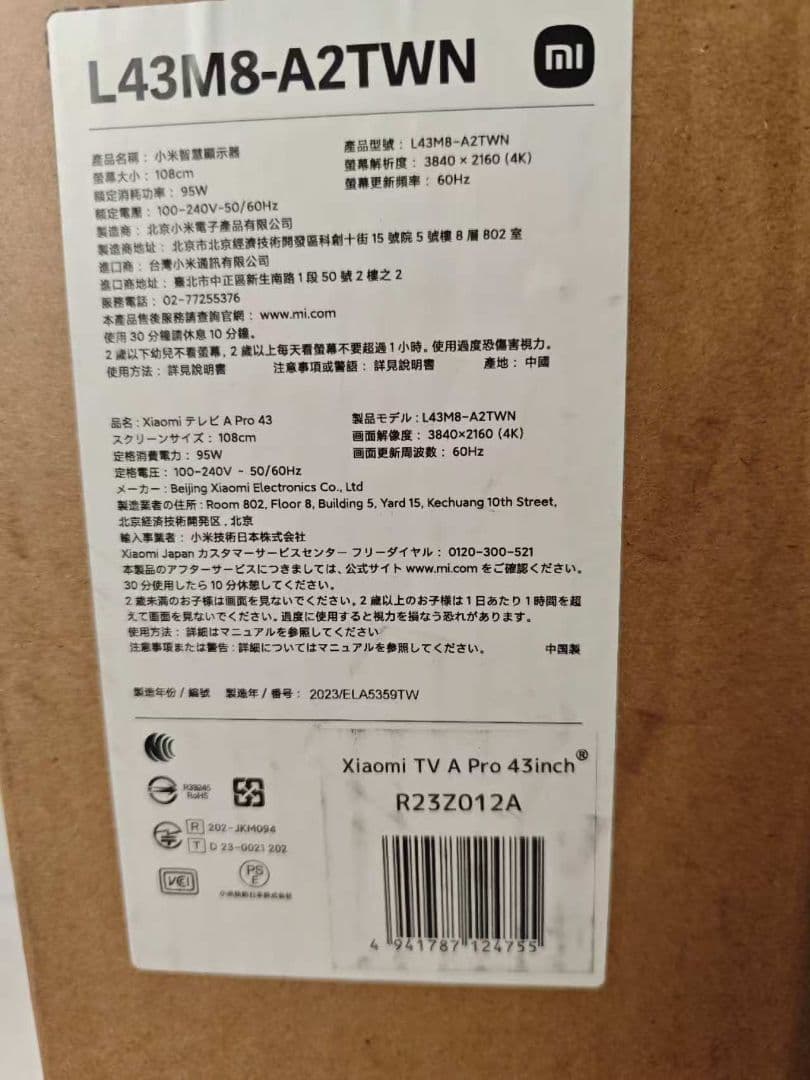 L43M8-A2TWN
mi
產品名稱：小米智慧顯示器
產品型號：L43M8-A2TWN
螢幕大小：108cm
螢幕解析度：3840 × 2160 (4K)
額定消耗功率：95W
螢幕更新頻率：60Hz
額定電壓：100-240V-50/60Hz
製造商：北京小米電子產品有限公司
製造商地址：北京市北京經濟技術開發區科創十街 15 號院 5 號樓 8 層 802 室
進口商：台灣小米通訊有限公司
進口商地址：臺北市中正區新生南路 1 段 50 號 2 樓之 2
服務電話：02-77255376
本產品售後服務請查詢官網：www.mi.com
使用 30 分鐘請休息 10 分鐘。
2 歲以下幼兒不看螢幕，2 歲以上每天看螢幕不要超過 1 小時。使用過度恐傷害視力。
使用方法：詳見說明書 注意事項或警語：詳見說明書 產地：中國
品名：Xiaomi テレビ A Pro 43
製品モデル：L43M8-A2TWN
スクリーンサイズ：108cm
画面解像度：3840×2160 (4K)
定格消費電力：95W
画面更新周波数：60Hz
定格電圧：100-240V - 50/60Hz
メーカー：Beijing Xiaomi Electronics Co., Ltd
製造業者の住所：Room 802, Floor 8, Building 5, Yard 15, Kechuang 10th Street,
北京経済技術開発区，北京
輸入事業者：小米技術日本株式会社
Xiaomi Japan カスタマーサービスセンター フリーダイヤル：0120-300-521
本製品のアフターサービスにつきましては、公式サイト www.mi.com をご確認ください。
30 分使用したら 10 分休憩してください。
2 歳未満のお子様は画面を見ないでください。2 歳以上のお子様は 1 日あたり 1 時間を超
えて画面を見ないでください。過度に使用すると視力を損なう恐れがあります。
使用方法：詳細はマニュアルを参照してください
注意事項または警告：詳細についてはマニュアルを参照してください。 中国製
製造年份 / 編號 製造年 / 番号：2023/ELA5359TW
Xiaomi TV A Pro 43inch®
R23Z012A
RoHS
R 202-JKM094
T D 23-0021 202
VCI
PS
E
小米技術日本株式会社
4 941787 124755